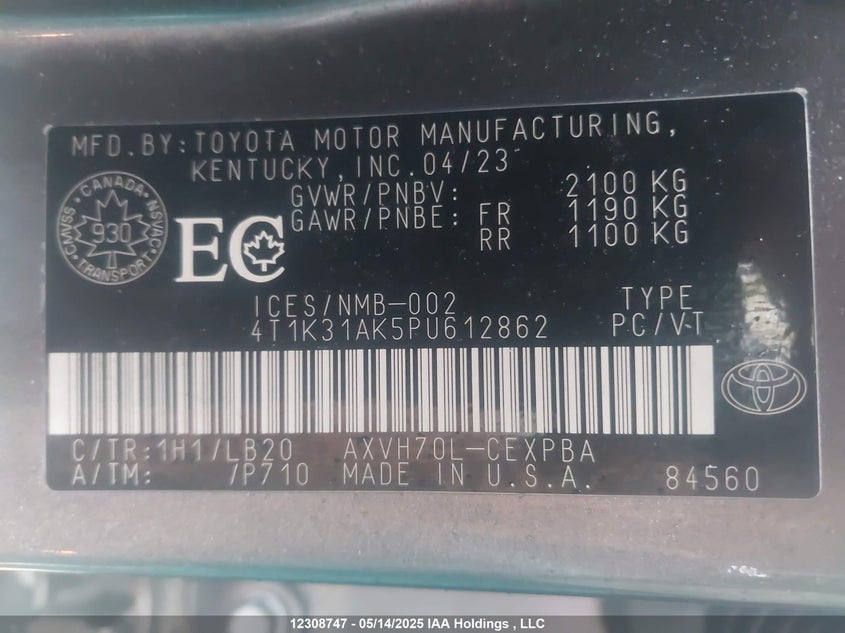 MFD.BY:TOYOTA MOTOR MANUFACTURING,
KENTUCKY,INC.04/23
GVWR/PNBV: 2100 KG
GAWR/PNBE: FR 1190 KG
RR 1100 KG
CANADA
CMVSS 930 NSVAC
TRANSPORT
EC
ICES/NMB-002 TYPE
4T1K31AK5PU612862 PC/VT
C/TR:1H1/LB20 AXVH70L-CEXPBA
A/TM: /P710 MADE IN U.S.A. 84560
12308747 - 05/14/2025 IAA Holdings , LLC